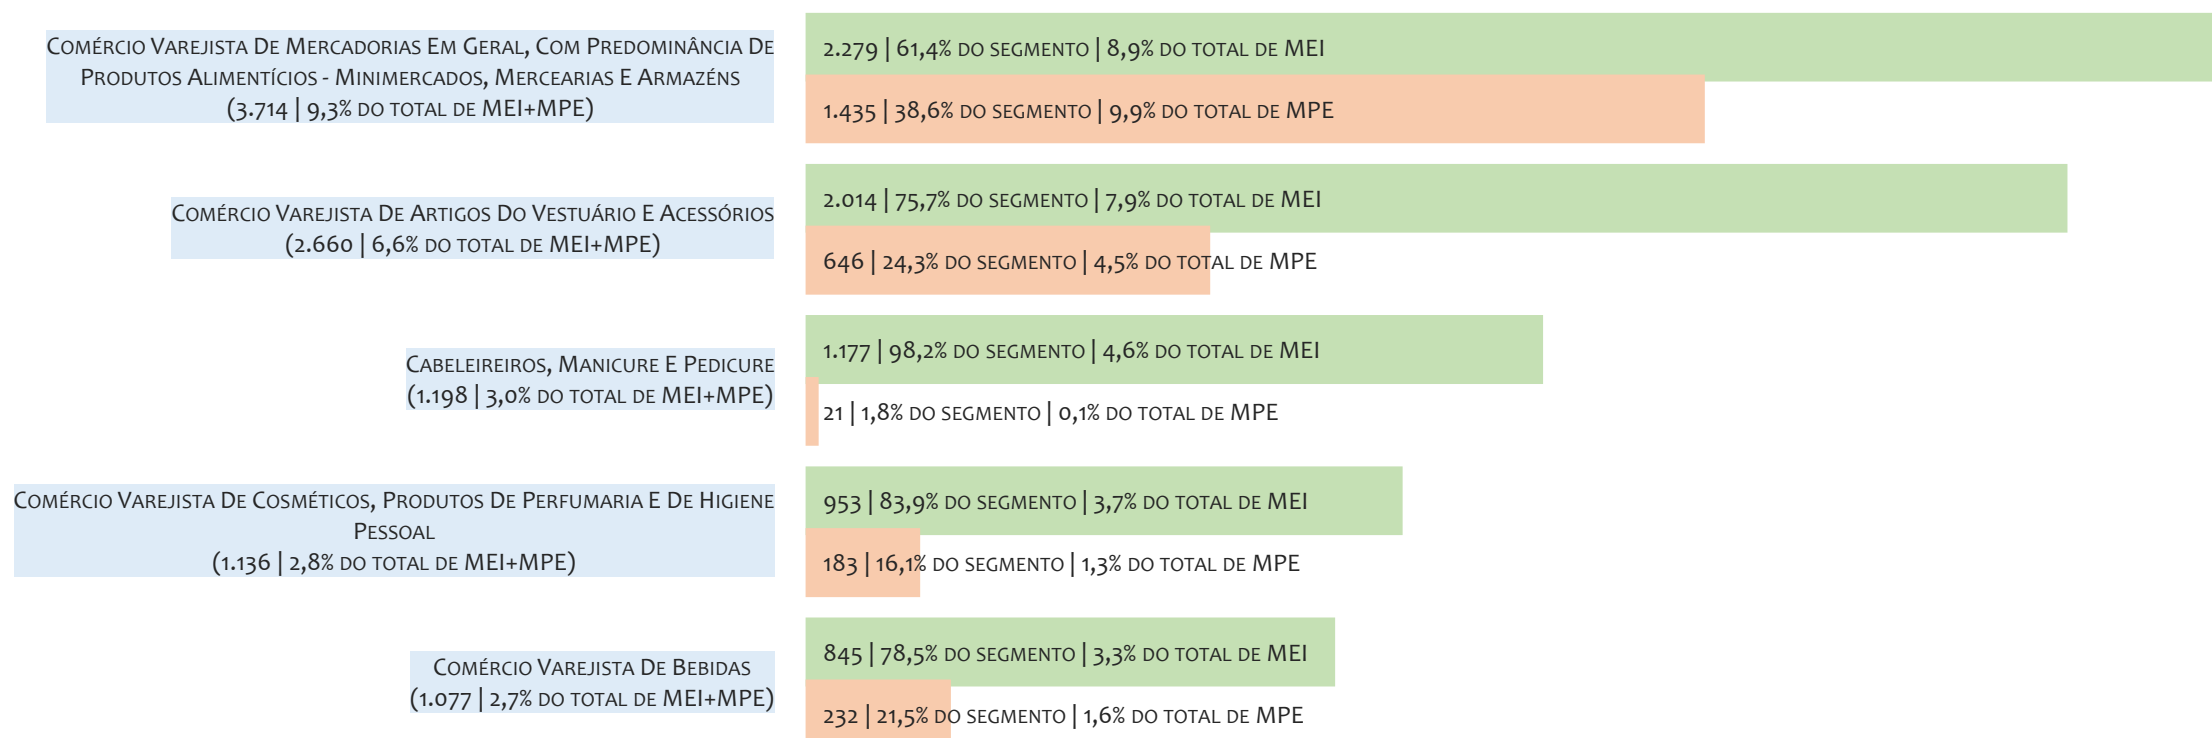 Comércio Varejista De Mercadorias Em Geral, Com Predominância De
Produtos Alimentícios - Minimercados, Mercearias E Armazéns
(3.714 | 9,3% do total de MEI+MPE)
2.279 | 61,4% do segmento | 8,9% do total de MEI
1.435 | 38,6% do segmento | 9,9% do total de MPE
Comércio Varejista De Artigos Do Vestuário E Acessórios
(2.660 | 6,6% do total de MEI+MPE)
2.014 | 75,7% do segmento | 7,9% do total de MEI
646 | 24,3% do segmento | 4,5% do total de MPE
Cabeleireiros, Manicure E Pedicure
(1.198 | 3,0% do total de MEI+MPE)
1.177 | 98,2% do segmento | 4,6% do total de MEI
21 | 1,8% do segmento | 0,1% do total de MPE
Comércio Varejista De Cosméticos, Produtos De Perfumaria E De Higiene
Pessoal
(1.136 | 2,8% do total de MEI+MPE)
953 | 83,9% do segmento | 3,7% do total de MEI
183 | 16,1% do segmento | 1,3% do total de MPE
Comércio Varejista De Bebidas
(1.077 | 2,7% do total de MEI+MPE)
845 | 78,5% do segmento | 3,3% do total de MEI
232 | 21,5% do segmento | 1,6% do total de MPE